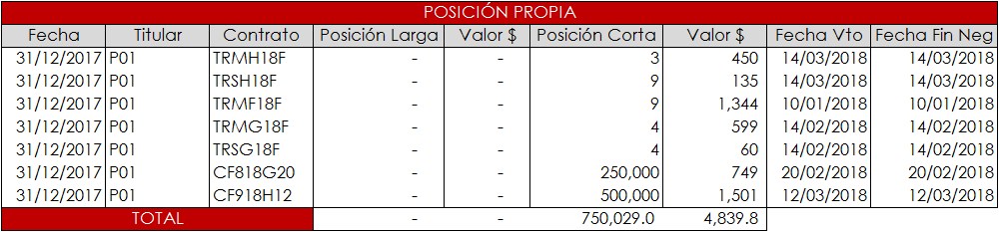 POSICIÓN PROPIA
Fecha Titular Contrato Posición Larga Valor $ Posición Corta Valor $ Fecha Vto Fecha Fin Neg
31/12/2017 P01 TRMH18F - - 3 450 14/03/2018 14/03/2018
31/12/2017 P01 TRSH18F - - 9 135 14/03/2018 14/03/2018
31/12/2017 P01 TRMF18F - - 9 1,344 10/01/2018 10/01/2018
31/12/2017 P01 TRMG18F - - 4 599 14/02/2018 14/02/2018
31/12/2017 P01 TRSG18F - - 4 60 14/02/2018 14/02/2018
31/12/2017 P01 CF818G20 - - 250,000 749 20/02/2018 20/02/2018
31/12/2017 P01 CF918H12 - - 500,000 1,501 12/03/2018 12/03/2018
TOTAL - - 750,029.0 4,839.8